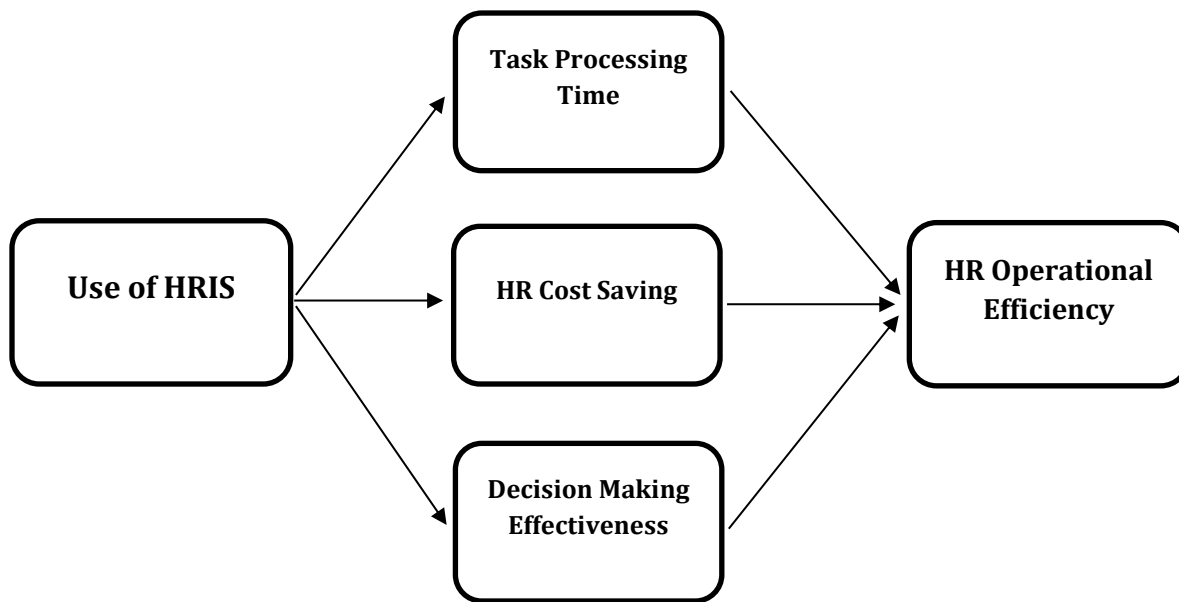 Task Processing
Time
Use of HRIS
HR Cost Saving
HR Operational
Efficiency
Decision Making
Effectiveness